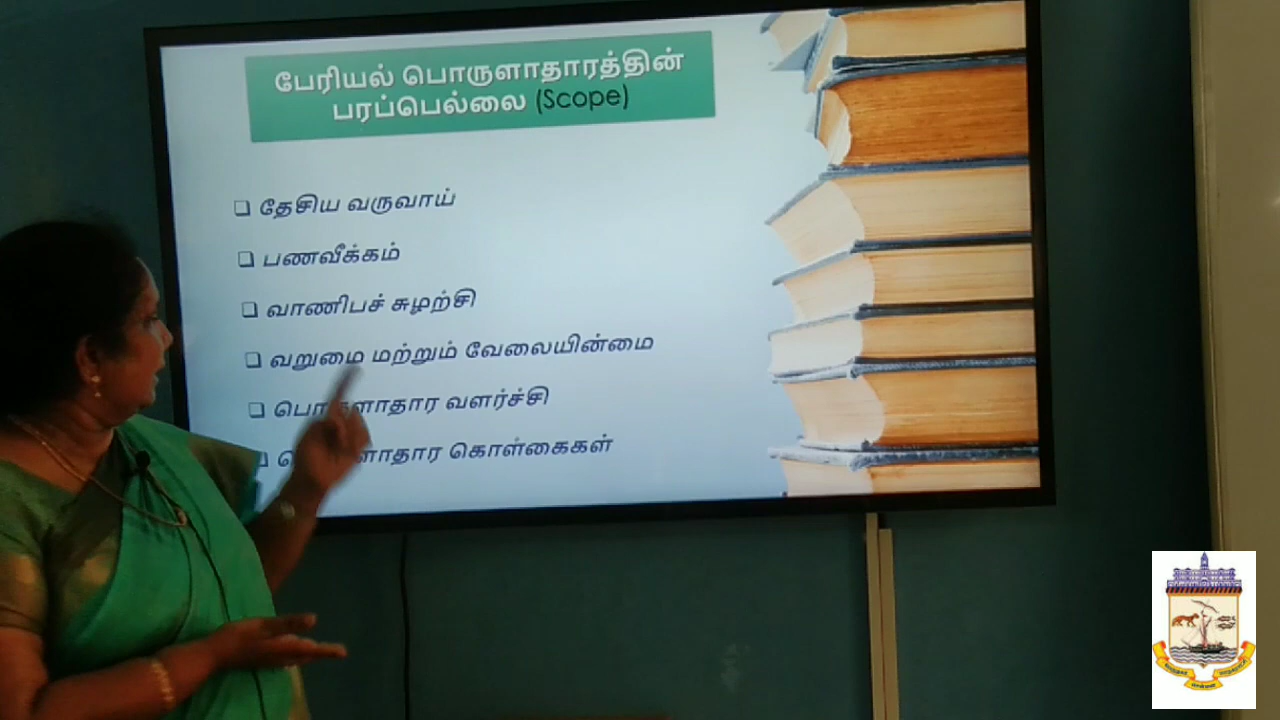 பேரியல் பொருளாதாரத்தின்
பரப்பெல்லை (Scope)
தேசிய வருவாய்
பணவீக்கம்
வாணிபச் சுழற்சி
வறுமை மற்றும் வேலையின்மை
பொருளாதார வளர்ச்சி
பொருளாதார கொள்கைகள்